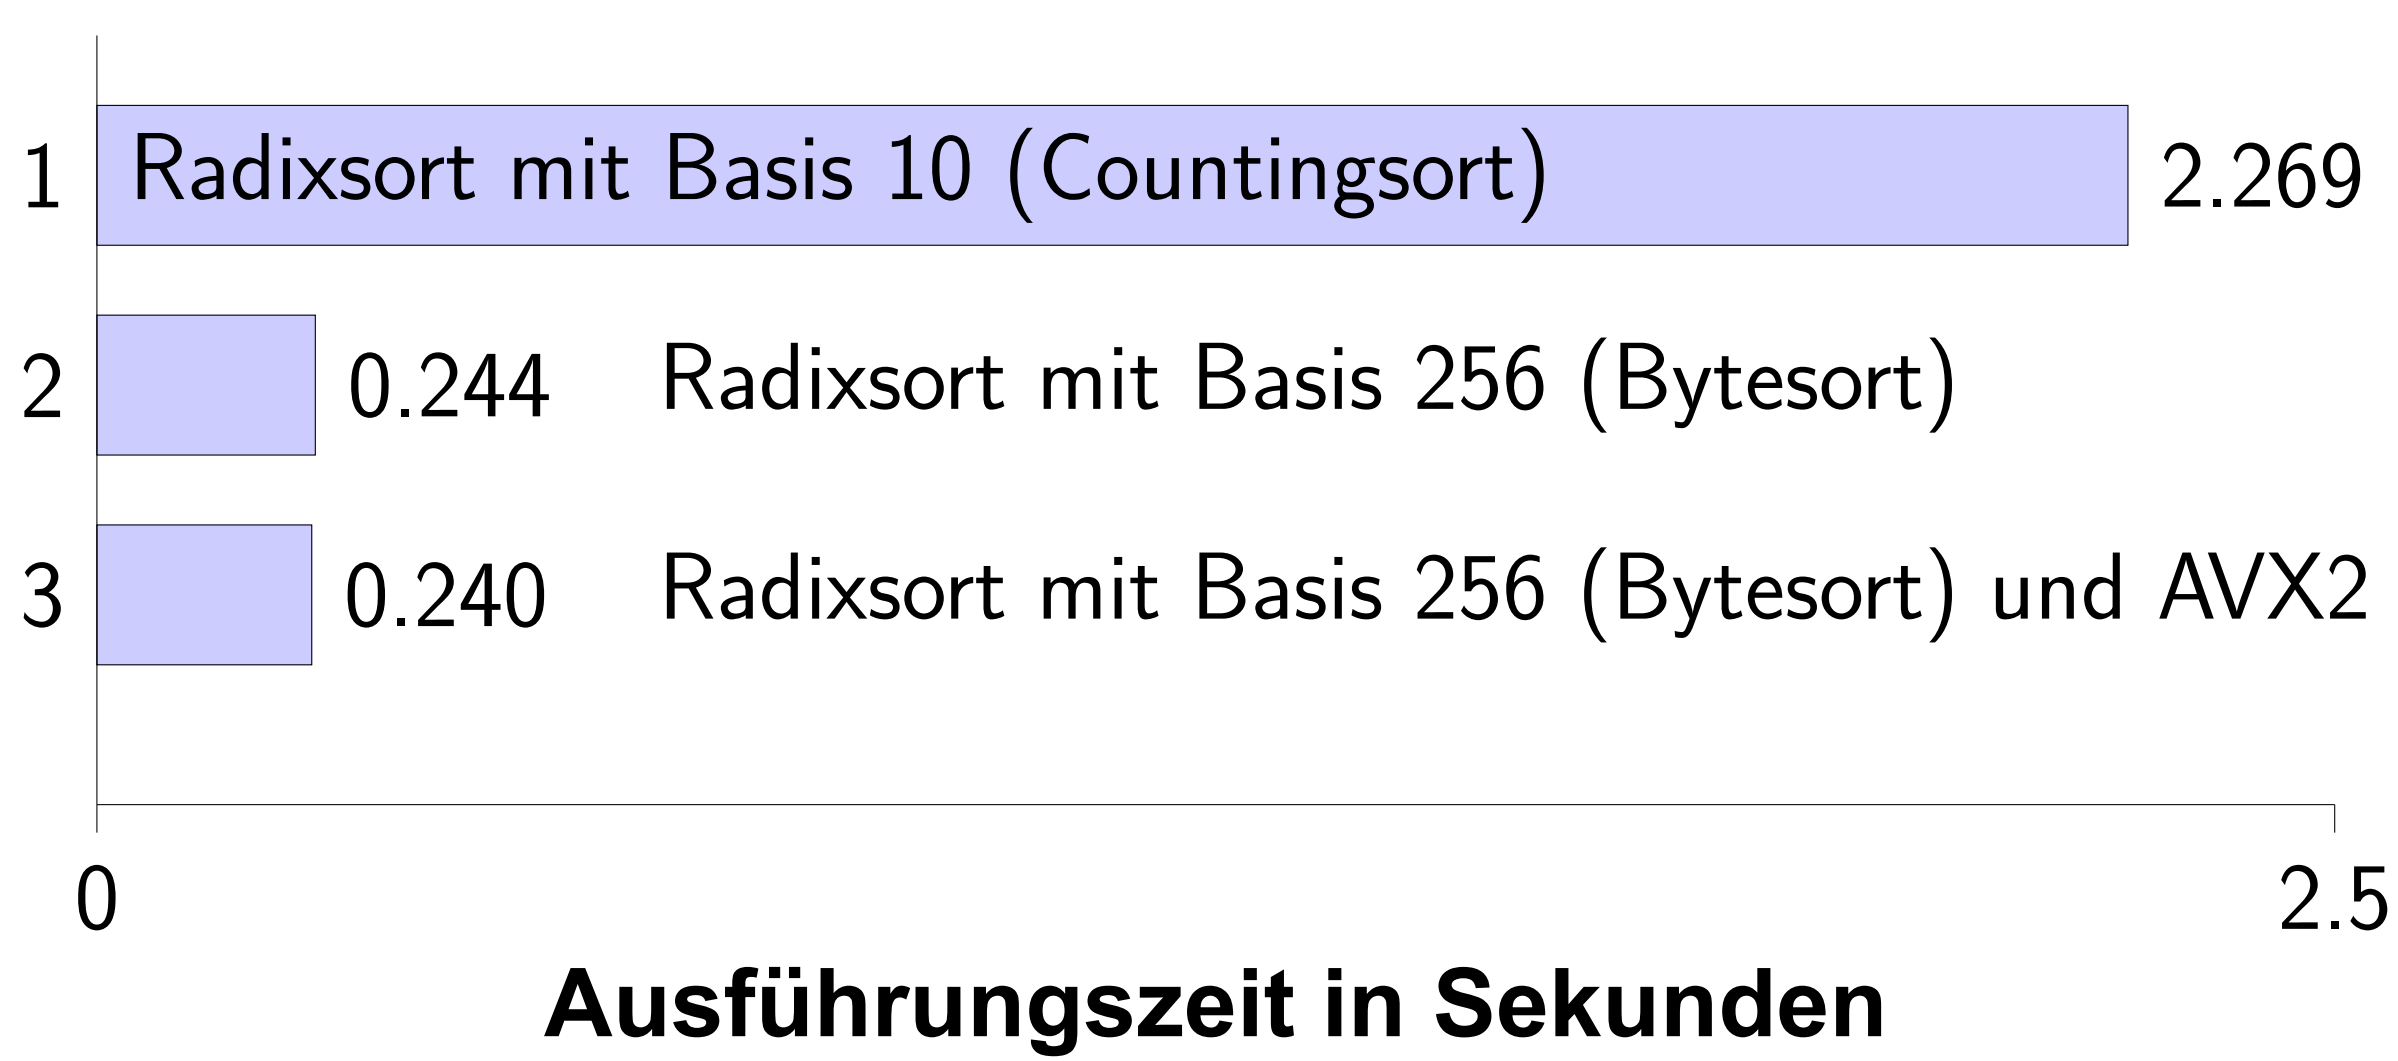 1 Radixsort mit Basis 10 (Countingsort) 2.269
2 0.244 Radixsort mit Basis 256 (Bytesort)
3 0.240 Radixsort mit Basis 256 (Bytesort) und AVX2
0 2.5
Ausführungszeit in Sekunden